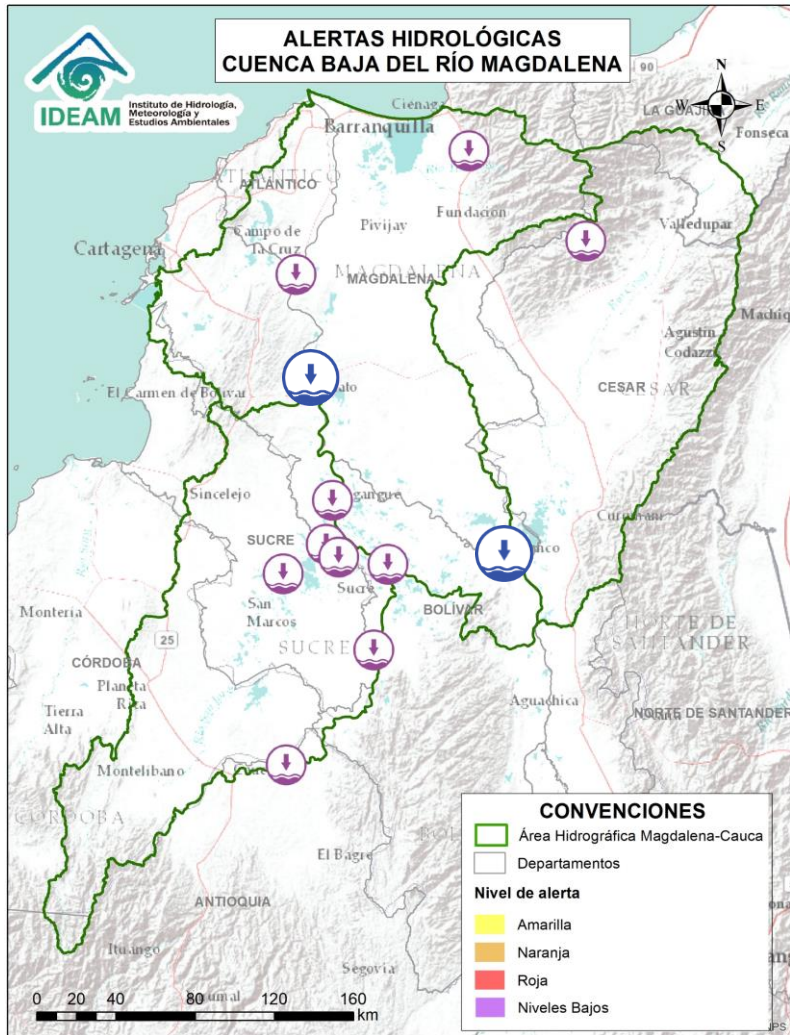 ALERTAS HIDROLÓGICAS
CUENCA BAJA DEL RÍO MAGDALENA
IDEAM
Instituto de Hidrología,
Meteorología y
Estudios Ambientales
N
W
E
S
90
LA GUAJIRA
Fonseca
Ciénaga
Barranquilla
ATLÁNTICO
ATLÁNTICO
Fundación
Valledupar
Pivijay
Campo de
la Cruz
Cartagena
MAGDALENA
MAGDALENA
Agustín
Codazzi
CESAR
CESAR
El Carmen de Bolívar
Sincelejo
Curumaní
SUCRE
Sucre
BOLÍVAR
San
Marcos
SUCRE
Montería
25
CÓRDOBA
Planeta
Rica
Tierra
Alta
NORTE DE
SANTANDER
NORTE DE SANTANDER
Aguachica
Montelíbano
CÓRDOBA
El Bagre
ANTIOQUIA
Ituango
Segovia
CONVENCIONES
Área Hidrográfica Magdalena-Cauca
Departamentos
Nivel de alerta
Amarilla
Naranja
Roja
Niveles Bajos
0 10 20 40 80 120 160
km